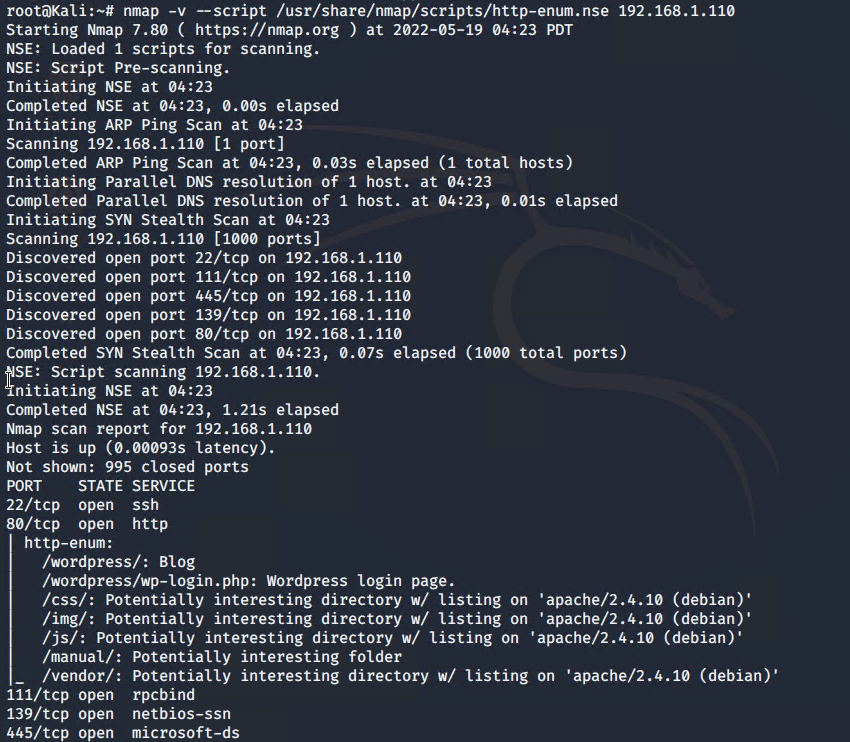 root@Kali:~# nmap -v --script /usr/share/nmap/scripts/http-enum.nse 192.168.1.110
Starting Nmap 7.80 ( https://nmap.org ) at 2022-05-19 04:23 PDT
NSE: Loaded 1 scripts for scanning.
NSE: Script Pre-scanning.
Initiating NSE at 04:23
Completed NSE at 04:23, 0.00s elapsed
Initiating ARP Ping Scan at 04:23
Scanning 192.168.1.110 [1 port]
Completed ARP Ping Scan at 04:23, 0.03s elapsed (1 total hosts)
Initiating Parallel DNS resolution of 1 host. at 04:23
Completed Parallel DNS resolution of 1 host. at 04:23, 0.01s elapsed
Initiating SYN Stealth Scan at 04:23
Scanning 192.168.1.110 [1000 ports]
Discovered open port 22/tcp on 192.168.1.110
Discovered open port 111/tcp on 192.168.1.110
Discovered open port 445/tcp on 192.168.1.110
Discovered open port 139/tcp on 192.168.1.110
Discovered open port 80/tcp on 192.168.1.110
Completed SYN Stealth Scan at 04:23, 0.07s elapsed (1000 total ports)
NSE: Script scanning 192.168.1.110.
Initiating NSE at 04:23
Completed NSE at 04:23, 1.21s elapsed
Nmap scan report for 192.168.1.110
Host is up (0.00093s latency).
Not shown: 995 closed ports
PORT    STATE SERVICE
22/tcp  open  ssh
80/tcp  open  http
| http-enum:
|   /wordpress/: Blog
|   /wordpress/wp-login.php: Wordpress login page.
|   /css/: Potentially interesting directory w/ listing on 'apache/2.4.10 (debian)'
|   /img/: Potentially interesting directory w/ listing on 'apache/2.4.10 (debian)'
|   /js/: Potentially interesting directory w/ listing on 'apache/2.4.10 (debian)'
|   /manual/: Potentially interesting folder
|_  /vendor/: Potentially interesting directory w/ listing on 'apache/2.4.10 (debian)'
111/tcp open  rpcbind
139/tcp open  netbios-ssn
445/tcp open  microsoft-ds